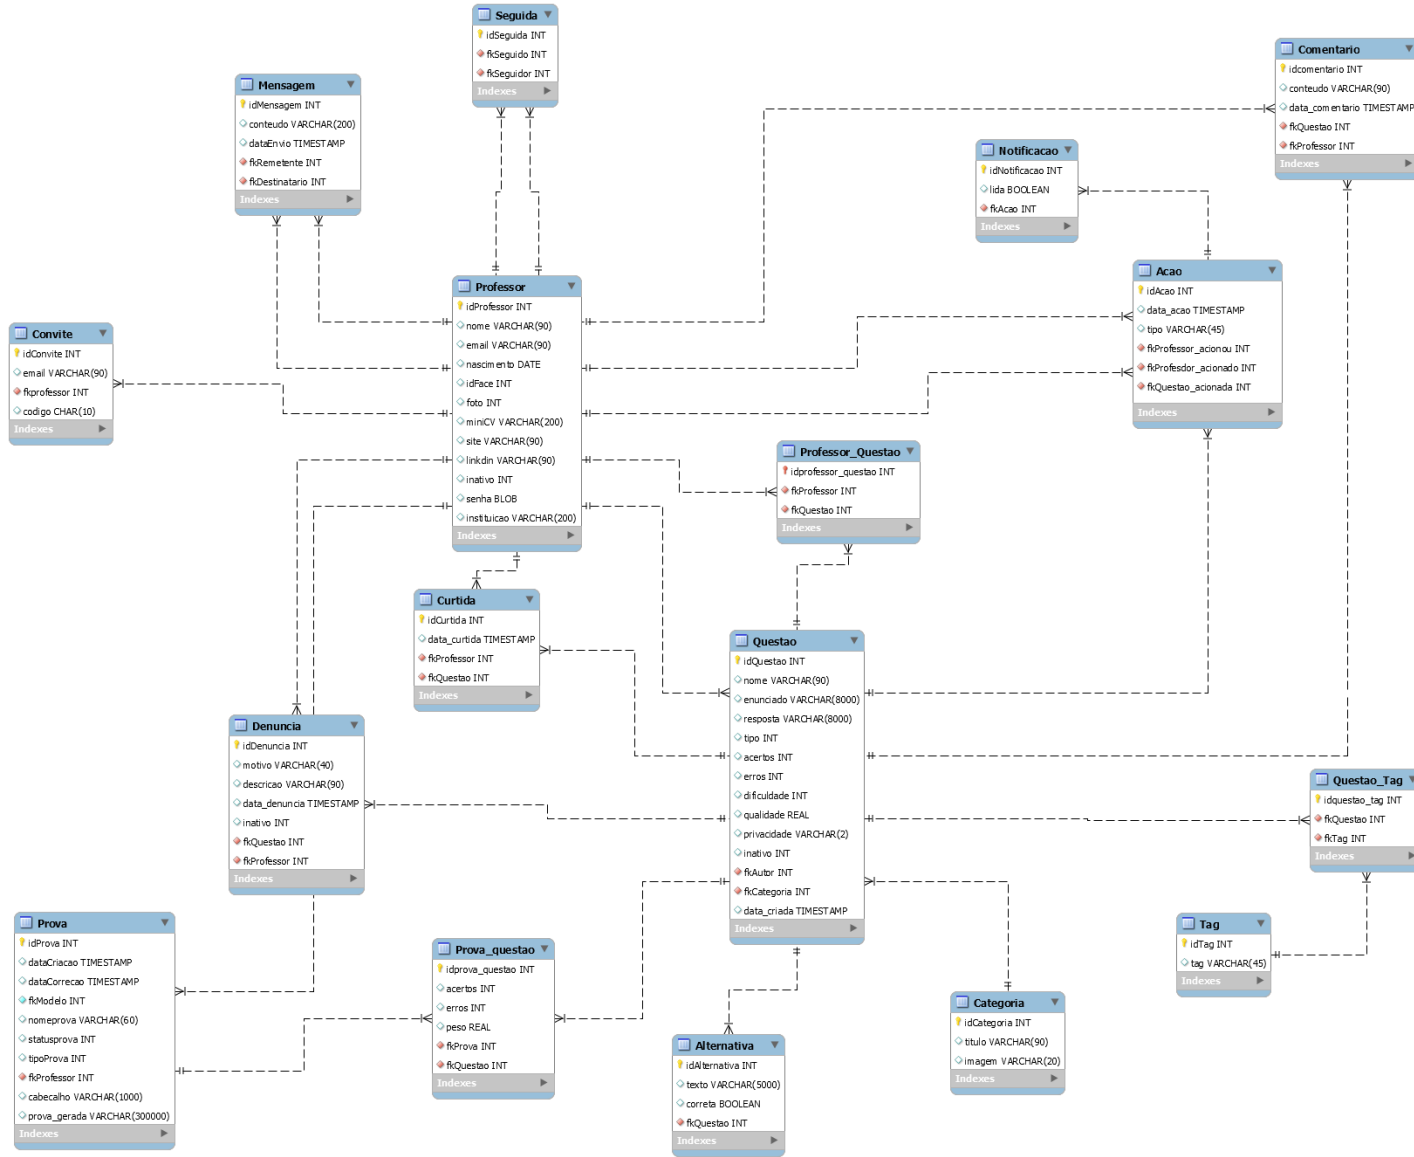 Seguida
idSeguida INT
fkSeguido INT
fkSeguidor INT
Indexes
Mensagem
idMensagem INT
conteudo VARCHAR(200)
dataEnvio TIMESTAMP
fkRemetente INT
fkDestinatario INT
Indexes
Comentario
idcomentario INT
conteudo VARCHAR(90)
data_comentario TIMESTAMP
fkQuestao INT
fkProfessor INT
Indexes
Notificacao
idNotificacao INT
lida BOOLEAN
fkAcao INT
Indexes
Acao
idAcao INT
data_acao TIMESTAMP
tipo VARCHAR(45)
fkProfessor_acionou INT
fkProfesdor_acionado INT
fkQuestao_acionada INT
Indexes
Professor
idProfessor INT
nome VARCHAR(90)
email VARCHAR(90)
nascimento DATE
idFace INT
foto INT
miniCV VARCHAR(200)
site VARCHAR(90)
linkdin VARCHAR(90)
inativo INT
senha BLOB
instituicao VARCHAR(200)
Indexes
Convite
idConvite INT
email VARCHAR(90)
fkprofessor INT
codigo CHAR(10)
Indexes
Professor_Questao
idprofessor_questao INT
fkProfessor INT
fkQuestao INT
Indexes
Curtida
idCurtida INT
data_curtida TIMESTAMP
fkProfessor INT
fkQuestao INT
Indexes
Questao
idQuestao INT
nome VARCHAR(90)
enunciado VARCHAR(8000)
resposta VARCHAR(8000)
tipo INT
acertos INT
erros INT
dificuldade INT
qualidade REAL
privacidade VARCHAR(2)
inativo INT
fkAutor INT
fkCategoria INT
data_criada TIMESTAMP
Indexes
Denuncia
idDenuncia INT
motivo VARCHAR(40)
descricao VARCHAR(90)
data_denuncia TIMESTAMP
inativo INT
fkQuestao INT
fkProfessor INT
Indexes
Questao_Tag
idquestao_tag INT
fkQuestao INT
fkTag INT
Indexes
Prova
idProva INT
dataCriacao TIMESTAMP
dataCorrecao TIMESTAMP
fkModelo INT
nomeprova VARCHAR(60)
statusprova INT
tipoProva INT
fkProfessor INT
cabecalho VARCHAR(1000)
prova_gerada VARCHAR(300000)
Indexes
Prova_questao
idprova_questao INT
acertos INT
erros INT
peso REAL
fkProva INT
fkQuestao INT
Indexes
Tag
idTag INT
tag VARCHAR(45)
Indexes
Categoria
idCategoria INT
titulo VARCHAR(90)
imagem VARCHAR(20)
Indexes
Alternativa
idAlternativa INT
texto VARCHAR(5000)
correta BOOLEAN
fkQuestao INT
Indexes